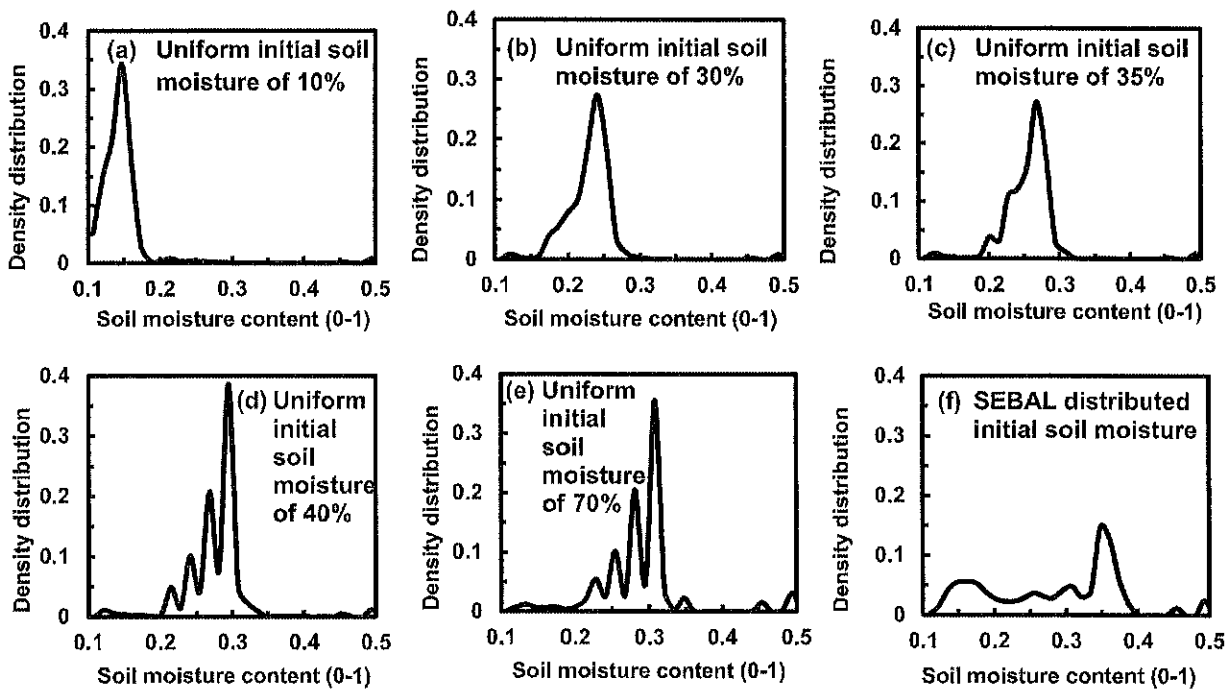 (a) Uniform initial soil
moisture of 10%
0.4
0.3
0.2
0.1
0
Density distribution
0.1 0.2 0.3 0.4 0.5
Soil moisture content (0-1)
(b) Uniform initial soil
moisture of 30%
0.4
0.3
0.2
0.1
0
Density distribution
0.1 0.2 0.3 0.4 0.5
Soil moisture content (0-1)
(c) Uniform initial soil
moisture of 35%
0.4
0.3
0.2
0.1
0
Density distribution
0.1 0.2 0.3 0.4 0.5
Soil moisture content (0-1)
(d) Uniform
initial
soil
moisture
of 40%
0.4
0.3
0.2
0.1
0
Density distribution
0.1 0.2 0.3 0.4 0.5
Soil moisture content (0-1)
(e) Uniform
initial
soil
moisture
of 70%
0.4
0.3
0.2
0.1
0
Density distribution
0.1 0.2 0.3 0.4 0.5
Soil moisture content (0-1)
(f) SEBAL distributed
initial soil moisture
0.4
0.3
0.2
0.1
0
Density distribution
0.1 0.2 0.3 0.4 0.5
Soil moisture content (0-1)